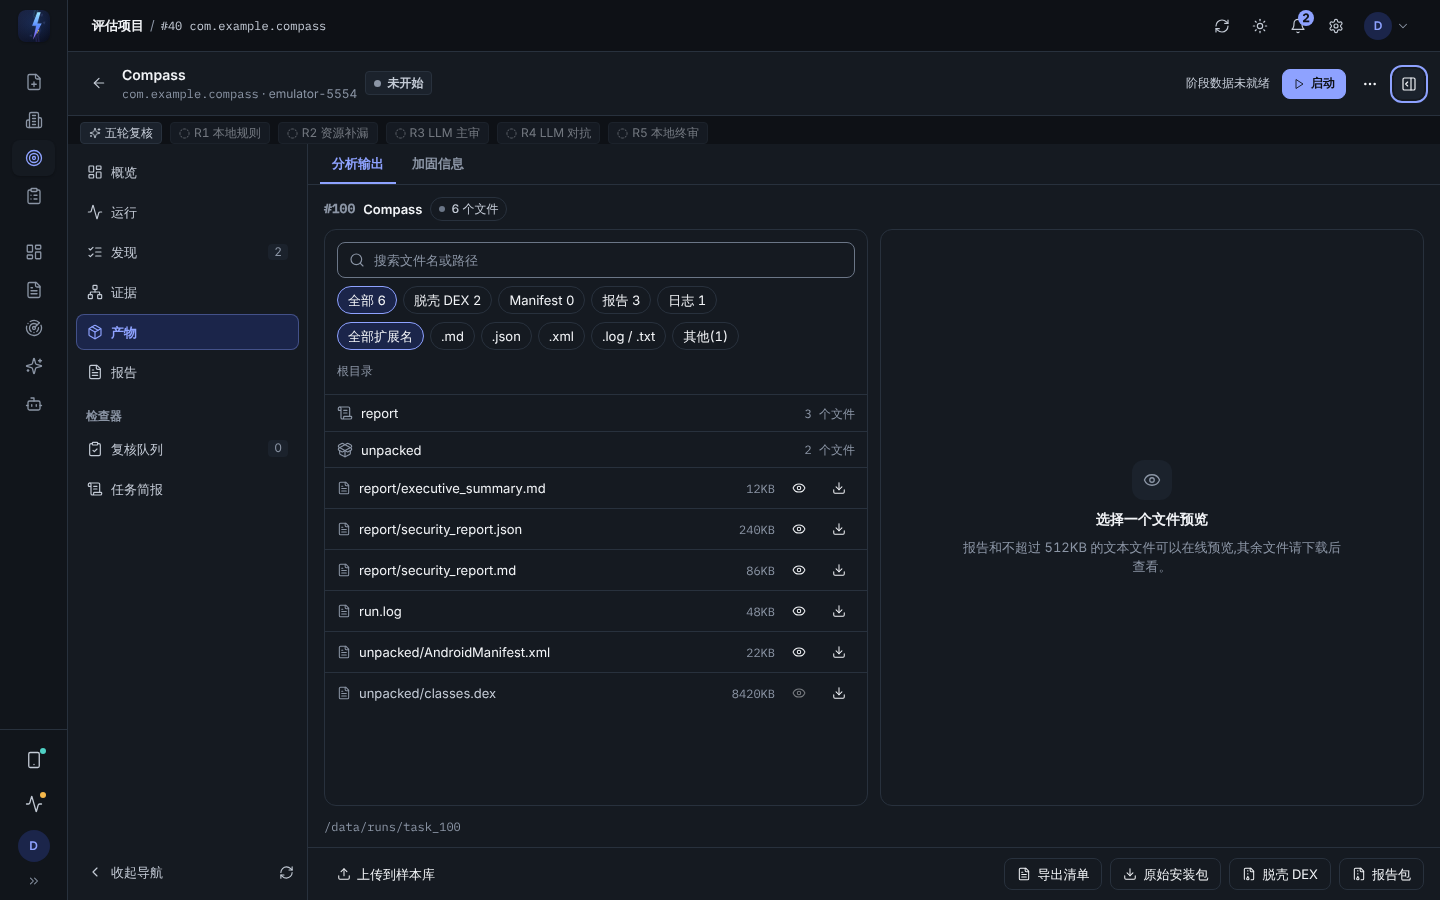 评估项目 / #40 com.example.compass
2
D
Compass
com.example.compass · emulator-5554
未开始
阶段数据未就绪
启动
五轮复核
R1 本地规则
R2 资源补漏
R3 LLM 主审
R4 LLM 对抗
R5 本地终审
概览
运行
发现 2
证据
产物
报告
检查器
复核队列 0
任务简报
收起导航
D
分析输出
加固信息
#100 Compass 6 个文件
搜索文件名或路径
全部 6
脱壳 DEX 2
Manifest 0
报告 3
日志 1
全部扩展名
.md
.json
.xml
.log / .txt
其他(1)
根目录
report 3 个文件
unpacked 2 个文件
report/executive_summary.md 12KB
report/security_report.json 240KB
report/security_report.md 86KB
run.log 48KB
unpacked/AndroidManifest.xml 22KB
unpacked/classes.dex 8420KB
选择一个文件预览
报告和不超过 512KB 的文本文件可以在线预览,其余文件请下载后
查看。
/data/runs/task_100
上传到样本库
导出清单
原始安装包
脱壳 DEX
报告包